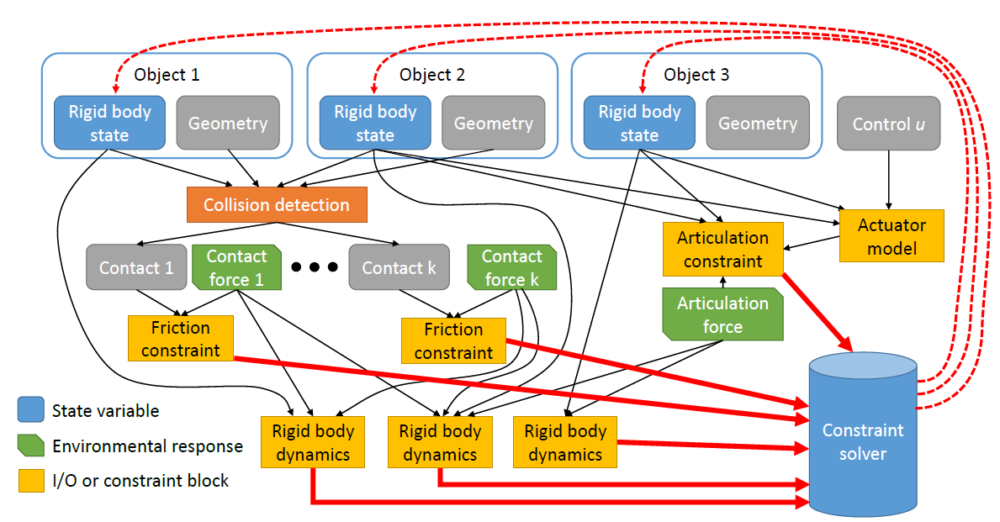 Object 1
Object 2
Object 3
Rigid body
state
Geometry
Rigid body
state
Geometry
Rigid body
state
Geometry
Control u
Collision detection
Actuator
model
Articulation
constraint
Contact 1
Contact
force 1
Contact k
Contact
force k
Articulation
force
Friction
constraint
Friction
constraint
State variable
Environmental response
I/O or constraint block
Rigid body
dynamics
Rigid body
dynamics
Rigid body
dynamics
Constraint
solver